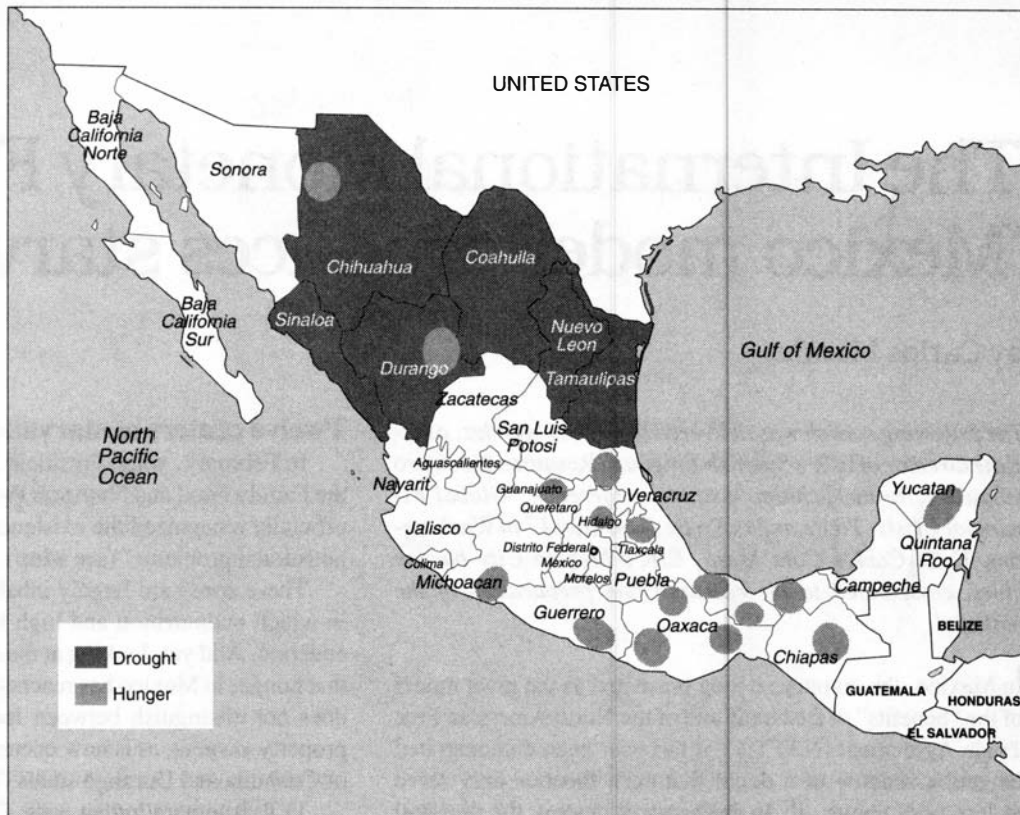 UNITED STATES
Baja
California
Norte
Sonora
Chihuahua
Coahuila
Baja
California
Sur
Sinaloa
Durango
Nuevo
Leon
Tamaulipas
Gulf of Mexico
North
Pacific
Ocean
Zacatecas
San Luis
Potosi
Aguascalientes
Nayarit
Guanajuato
Queretaro
Veracruz
Hidalgo
Yucatan
Quintana
Roo
Jalisco
Colima
Michoacan
Distrito Federal
Mexico
Morelos
Tlaxcala
Puebla
Campeche
Guerrero
Oaxaca
Chiapas
BELIZE
GUATEMALA
HONDURAS
EL SALVADOR
Drought
Hunger